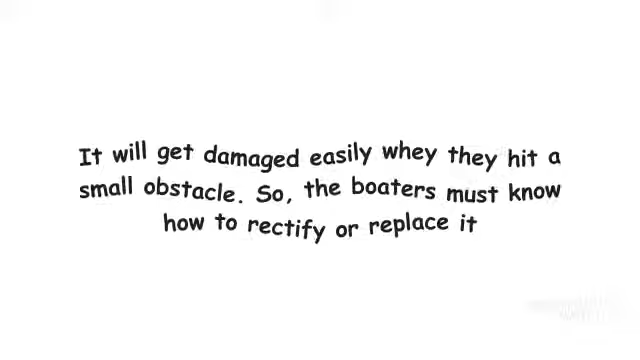 It will get damaged easily whey they hit a
small obstacle. So, the boaters must know
how to rectify or replace it